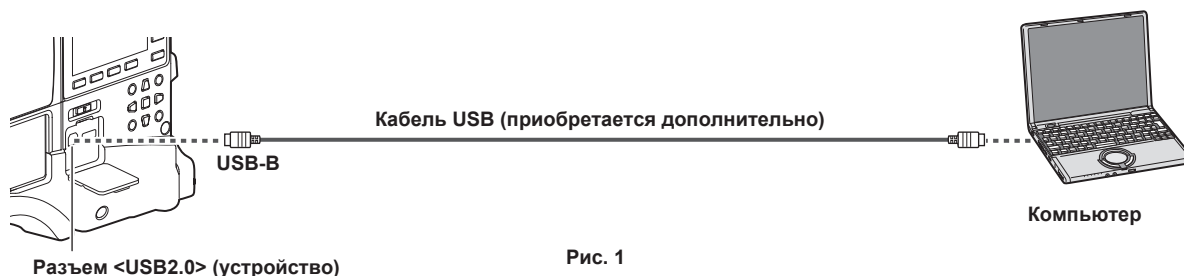 Кабель USB (приобретается дополнительно)
USB-B
Компьютер
Разъем <USB2.0> (устройство)
Рис. 1